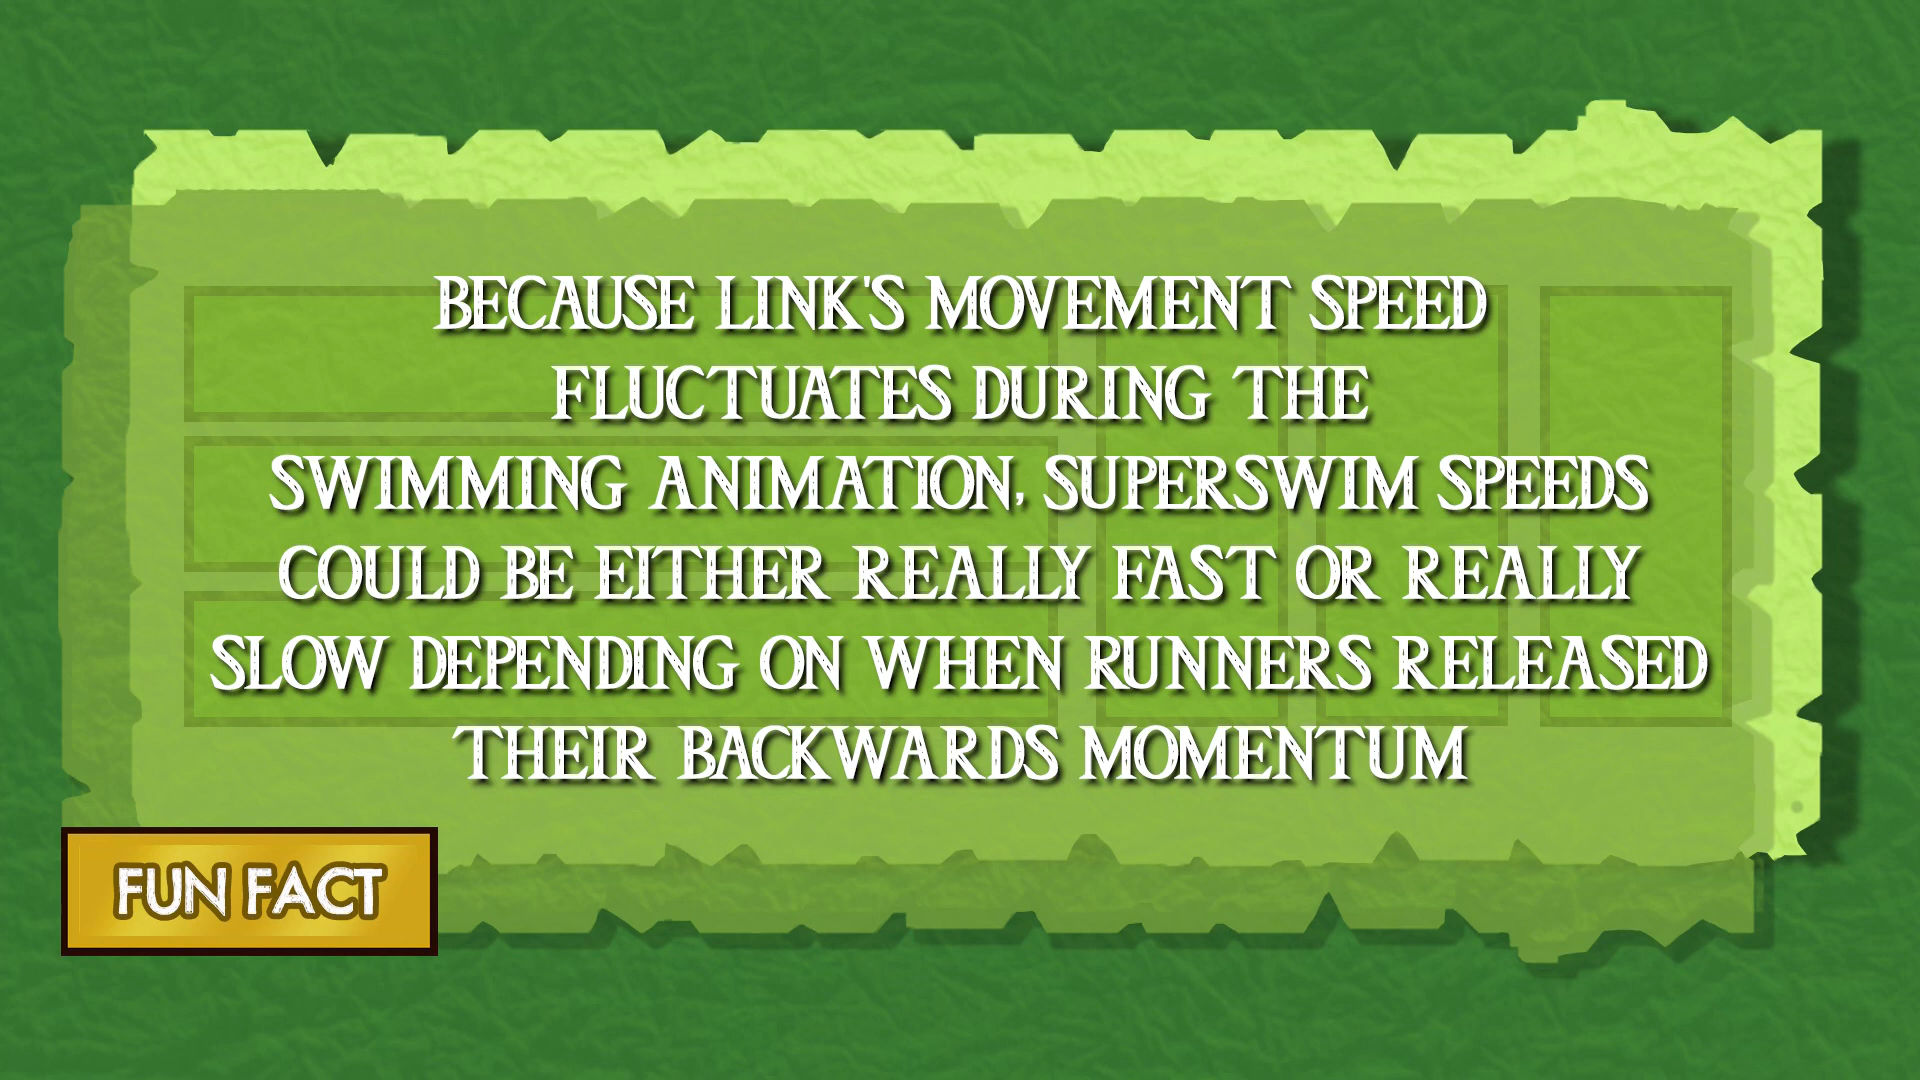 BECAUSE LINK'S MOVEMENT SPEED
FLUCTUATES DURING THE
SWIMMING ANIMATION, SUPERSWIM SPEEDS
COULD BE EITHER REALLY FAST OR REALLY
SLOW DEPENDING ON WHEN RUNNERS RELEASED
THEIR BACKWARDS MOMENTUM
FUN FACT